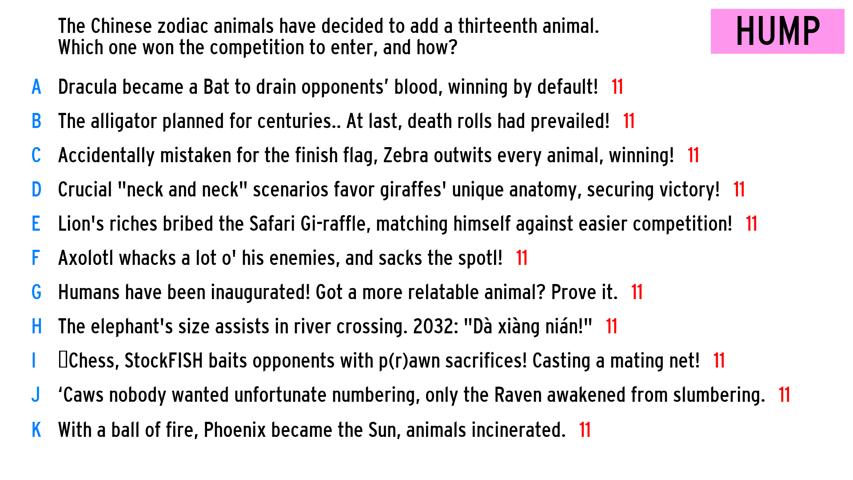 The Chinese zodiac animals have decided to add a thirteenth animal.
Which one won the competition to enter, and how?
HUMP
A Dracula became a Bat to drain opponents’ blood, winning by default! 11
B The alligator planned for centuries.. At last, death rolls had prevailed! 11
C Accidentally mistaken for the finish flag, Zebra outwits every animal, winning! 11
D Crucial "neck and neck" scenarios favor giraffes' unique anatomy, securing victory! 11
E Lion's riches bribed the Safari Gi-raffle, matching himself against easier competition! 11
F Axolotl whacks a lot o' his enemies, and sacks the spotl! 11
G Humans have been inaugurated! Got a more relatable animal? Prove it. 11
H The elephant's size assists in river crossing. 2032: "Dà xiàng nián!" 11
I Chess, StockFISH baits opponents with p(r)awn sacrifices! Casting a mating net! 11
J ‘Caws nobody wanted unfortunate numbering, only the Raven awakened from slumbering. 11
K With a ball of fire, Phoenix became the Sun, animals incinerated. 11